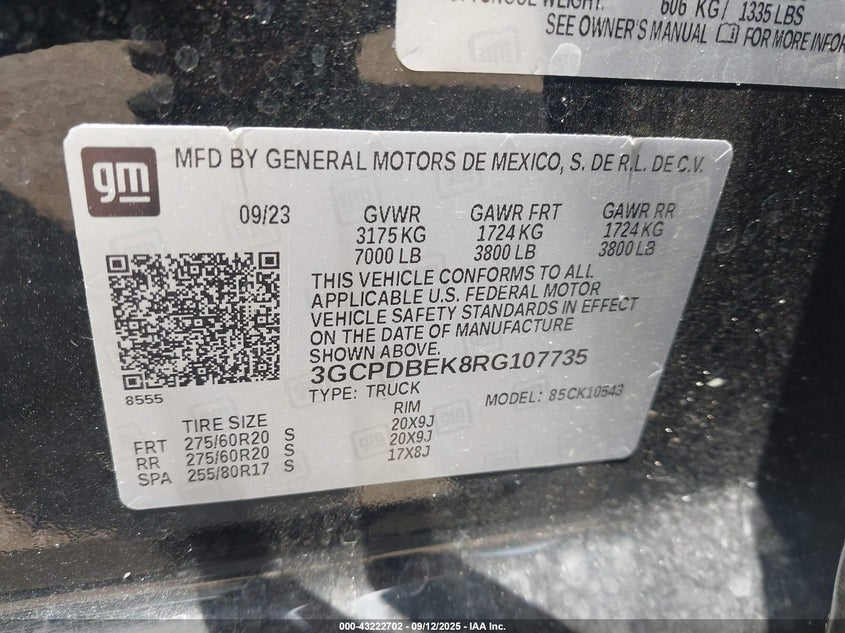 TONGUE WEIGHT: 606 KG/ 1335 LBS
SEE OWNER'S MANUAL FOR MORE
gm
MFD BY GENERAL MOTORS DE MEXICO, S. DE R.L. DE C.V.
09/23 GVWR GAWR FRT GAWR RR
3175 KG 1724 KG 1724 KG
7000 LB 3800 LB 3800 LB
THIS VEHICLE CONFORMS TO ALL
APPLICABLE U.S. FEDERAL MOTOR
VEHICLE SAFETY STANDARDS IN EFFECT
ON THE DATE OF MANUFACTURE
SHOWN ABOVE.
3GCPDBEK8RG107735
8555
TYPE: TRUCK MODEL: 85CK10543
TIRE SIZE RIM
FRT 275/60R20 S 20X9J
RR 275/60R20 S 20X9J
SPA 255/80R17 S 17X8J
000-43222702 - 09/12/2025 - IAA Inc.